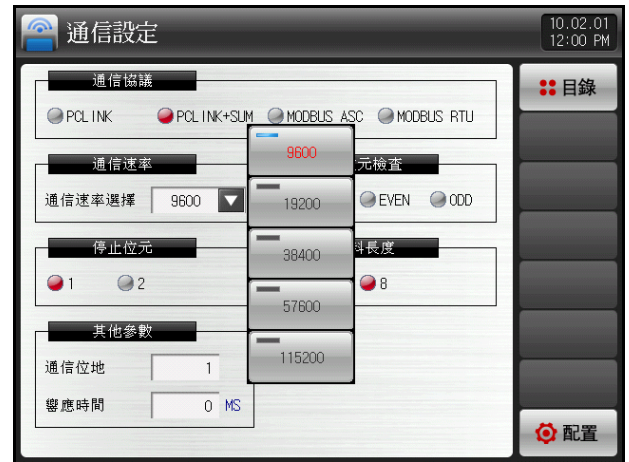 通信設定
10.02.01
12:00 PM
通信協議
PCLINK PCLINK+SUM MODBUS ASC MODBUS RTU
目錄
通信速率
元檢查
通信速率選擇 9600
EVEN ODD
9600
19200
38400
57600
115200
停止位元
料長度
1 2
8
其他參數
通信位地 1
響應時間 0 MS
配置